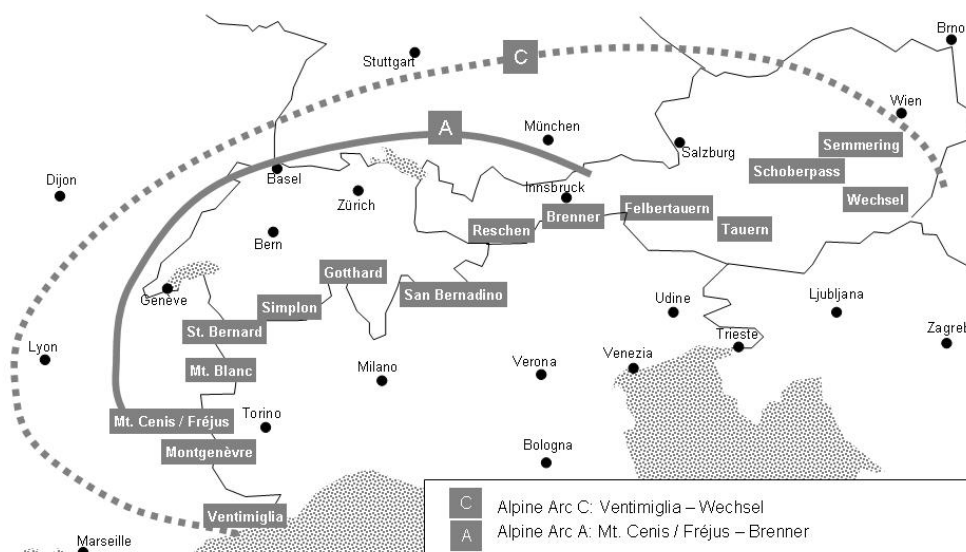 Brno
Stuttgart
C
Wien
A
München
Salzburg
Semmering
Schoberpass
Basel
Dijon
Zürich
Innsbruck
Wechsel
Brenner
Felbertauern
Reschen
Tauern
Bern
Gotthard
San Bernadino
Genève
Simplon
Udine
Ljubljana
St. Bernard
Trieste
Zagreb
Lyon
Mt. Blanc
Milano
Verona
Venezia
Mt. Cenis / Fréjus
Torino
Montgenèvre
Bologna
Ventimiglia
C Alpine Arc C: Ventimiglia – Wechsel
A Alpine Arc A: Mt. Cenis / Fréjus – Brenner
Marseille